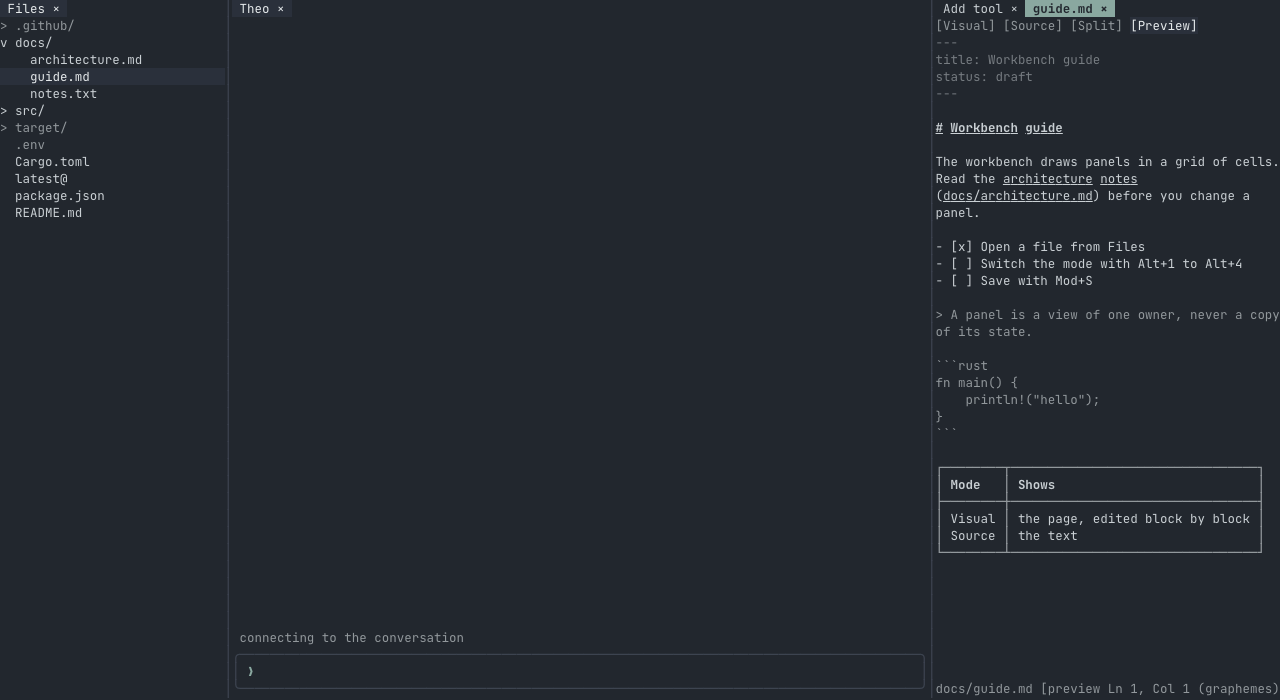 Files ×
> .github/
v docs/
architecture.md
guide.md
notes.txt
> src/
> target/
.env
Cargo.toml
latest@
package.json
README.md
Theo ×
connecting to the conversation
❯
Add tool × guide.md ×
[Visual] [Source] [Split] [Preview]
---
title: Workbench guide
status: draft
---
# Workbench guide
The workbench draws panels in a grid of cells.
Read the architecture notes
(docs/architecture.md) before you change a
panel.
- [x] Open a file from Files
- [ ] Switch the mode with Alt+1 to Alt+4
- [ ] Save with Mod+S
> A panel is a view of one owner, never a copy
of its state.
```rust
fn main() {
    println!("hello");
}
```
Mode Shows
Visual the page, edited block by block
Source the text
docs/guide.md [preview Ln 1, Col 1 (graphemes)